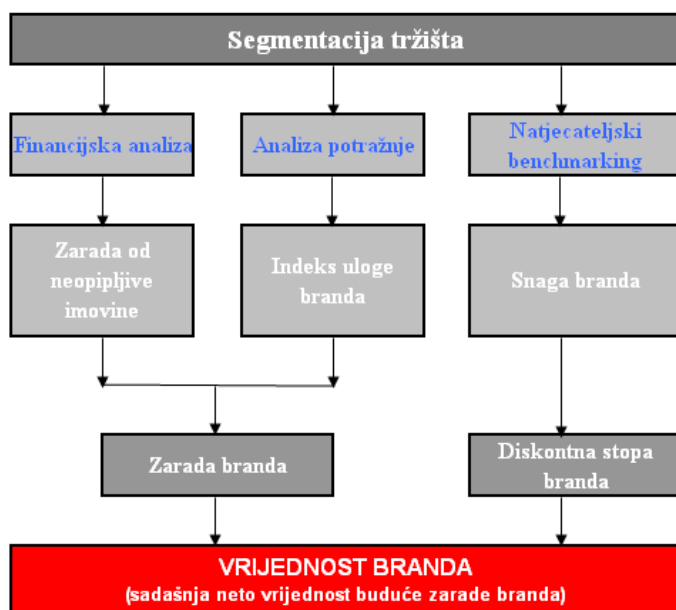 Segmentacija tržišta
Financijska analiza
Analiza potražnje
Natjecateljski
benchmarking
Zarada od
neopipljive
imovine
Indeks uloge
branda
Snaga branda
Zarada branda
Diskontna stopa
branda
VRIJEDNOST BRANDA
(sadašnja neto vrijednost buduće zarade branda)